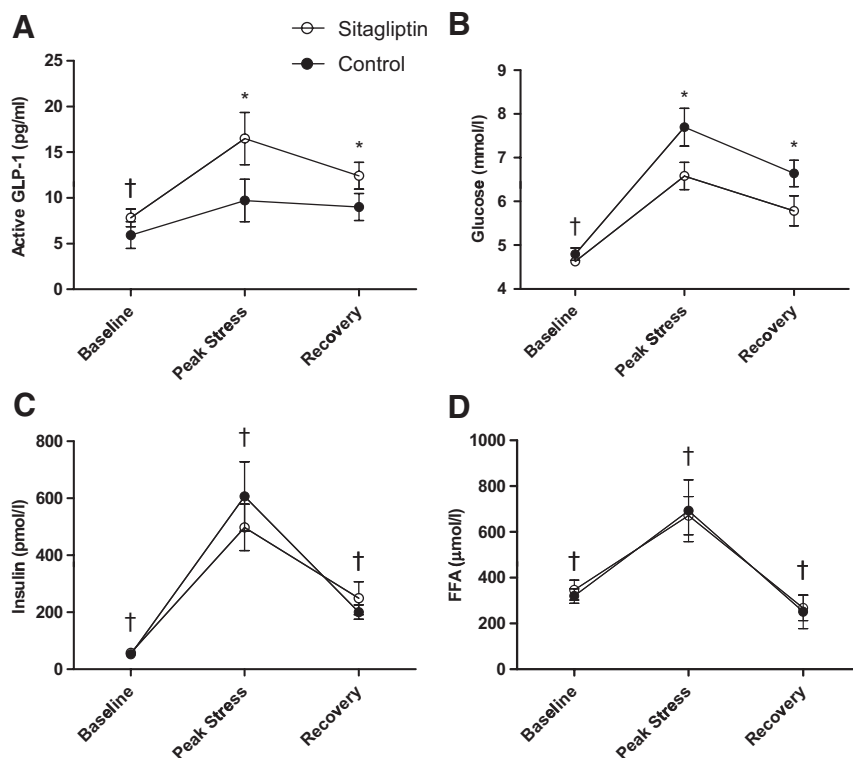 A
Sitagliptin
Control
25
20
15
10
5
0
Active GLP-1 (pg/ml)
*
*
†
Baseline
Peak Stress
Recovery
B
9
8
7
6
5
4
Glucose (mmol/l)
*
*
†
Baseline
Peak Stress
Recovery
C
800
600
400
200
0
Insulin (pmol/l)
†
†
†
Baseline
Peak Stress
Recovery
D
1000
800
600
400
200
0
FFA (μmol/l)
†
†
†
Baseline
Peak Stress
Recovery